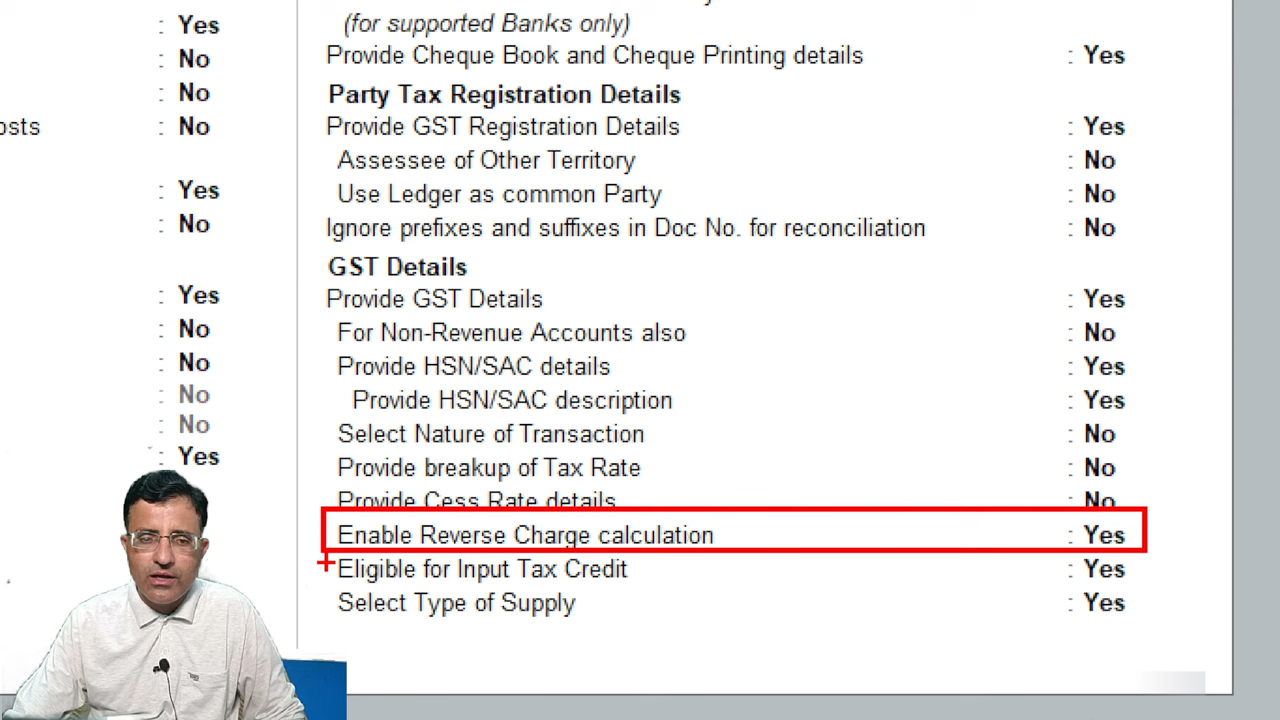 : Yes
: No
: No
osts : No
: Yes
: No
: Yes
: No
: No
: No
: No
: Yes
(for supported Banks only)
Provide Cheque Book and Cheque Printing details : Yes
Party Tax Registration Details
Provide GST Registration Details : Yes
Assessee of Other Territory : No
Use Ledger as common Party : No
Ignore prefixes and suffixes in Doc No. for reconciliation : No
GST Details
Provide GST Details : Yes
For Non-Revenue Accounts also : No
Provide HSN/SAC details : Yes
Provide HSN/SAC description : Yes
Select Nature of Transaction : No
Provide breakup of Tax Rate : No
Provide Cess Rate details : No
Enable Reverse Charge calculation : Yes
Eligible for Input Tax Credit : Yes
Select Type of Supply : Yes